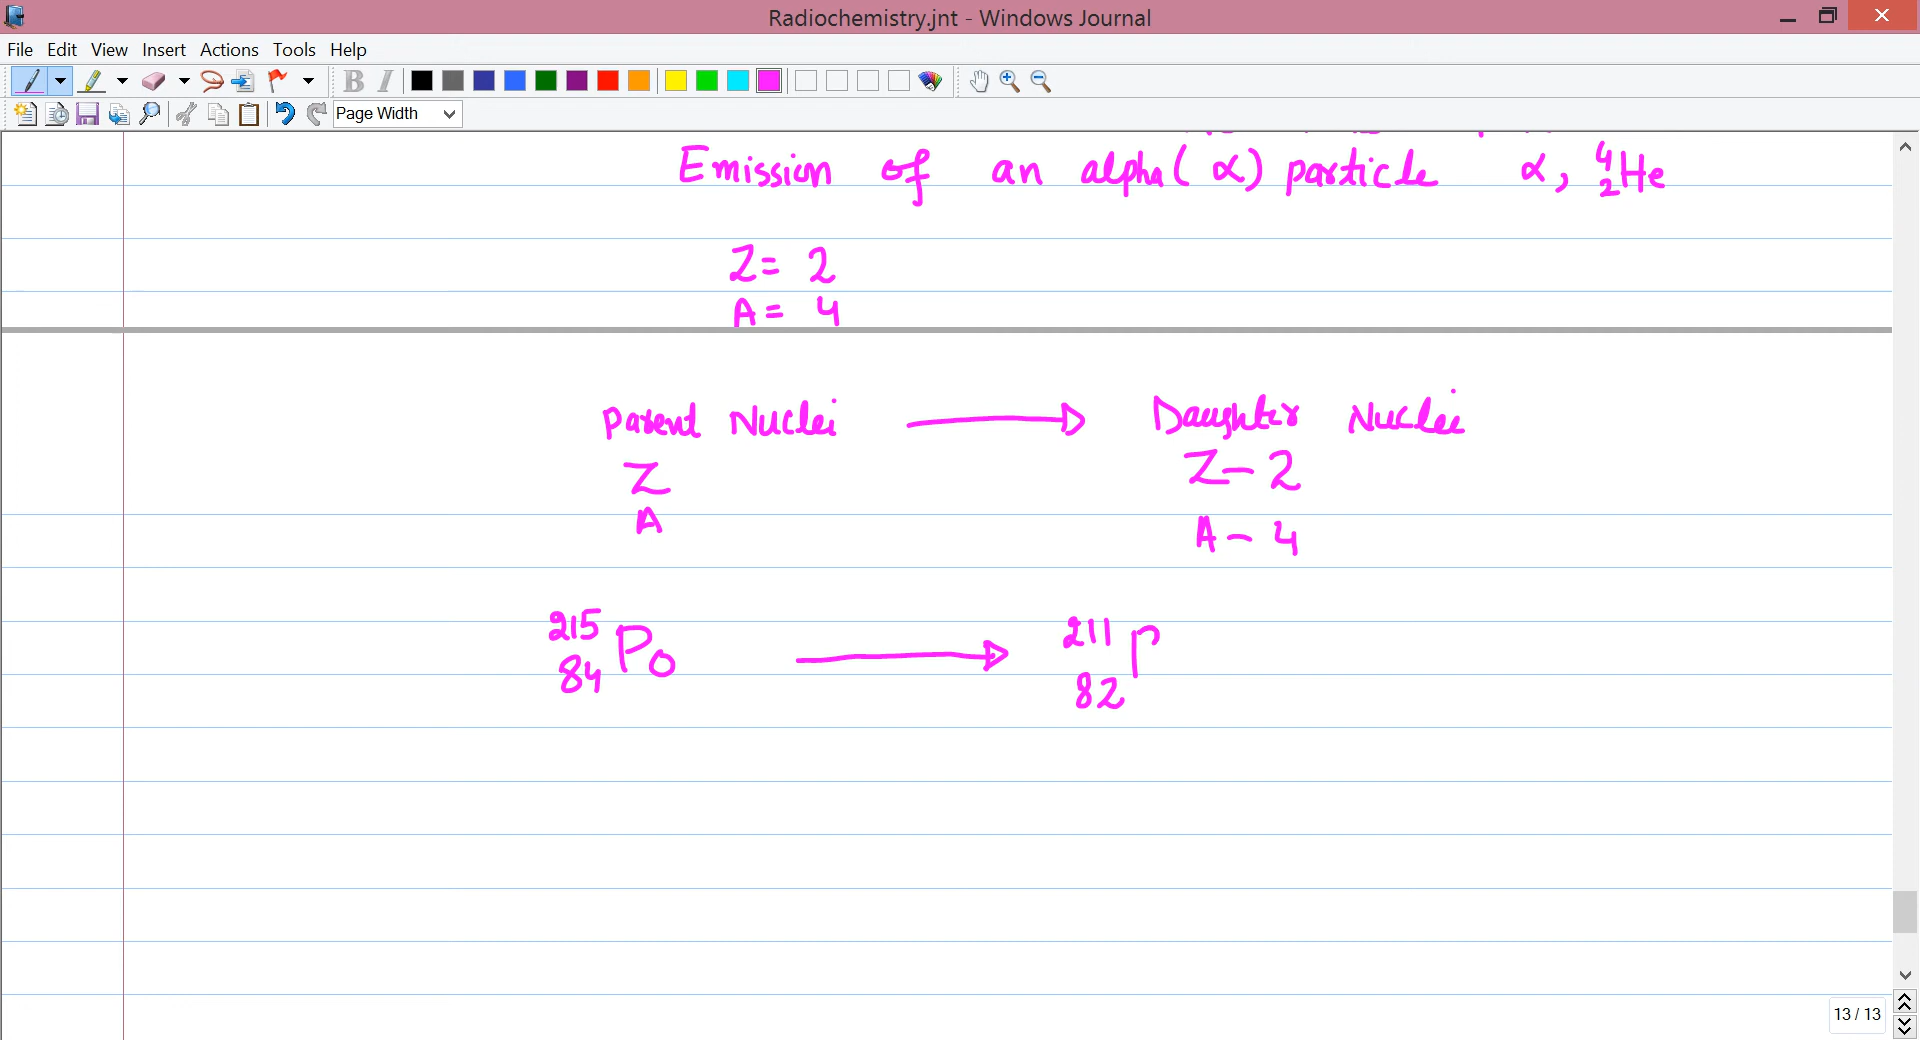 Radiochemistry.jnt - Windows Journal
File Edit View Insert Actions Tools Help
B I
Page Width
Emission of an alpha(α) particle α, ⁴₂He
Z= 2
A= 4
Parent Nuclei → Daughter Nuclei
Z Z-2
A A-4
²¹⁵₈₄Po → ²¹¹₈₂P
13 / 13